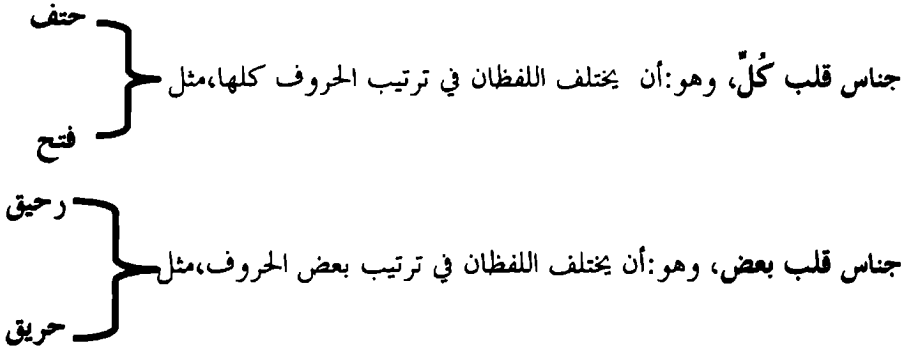 حتف
جناس قلب كُلٍّ، وهو: أن يختلف اللفظان في ترتيب الحروف كلها، مثل
فتح
رحيق
جناس قلب بعض، وهو: أن يختلف اللفظان في ترتيب بعض الحروف، مثل
حريق